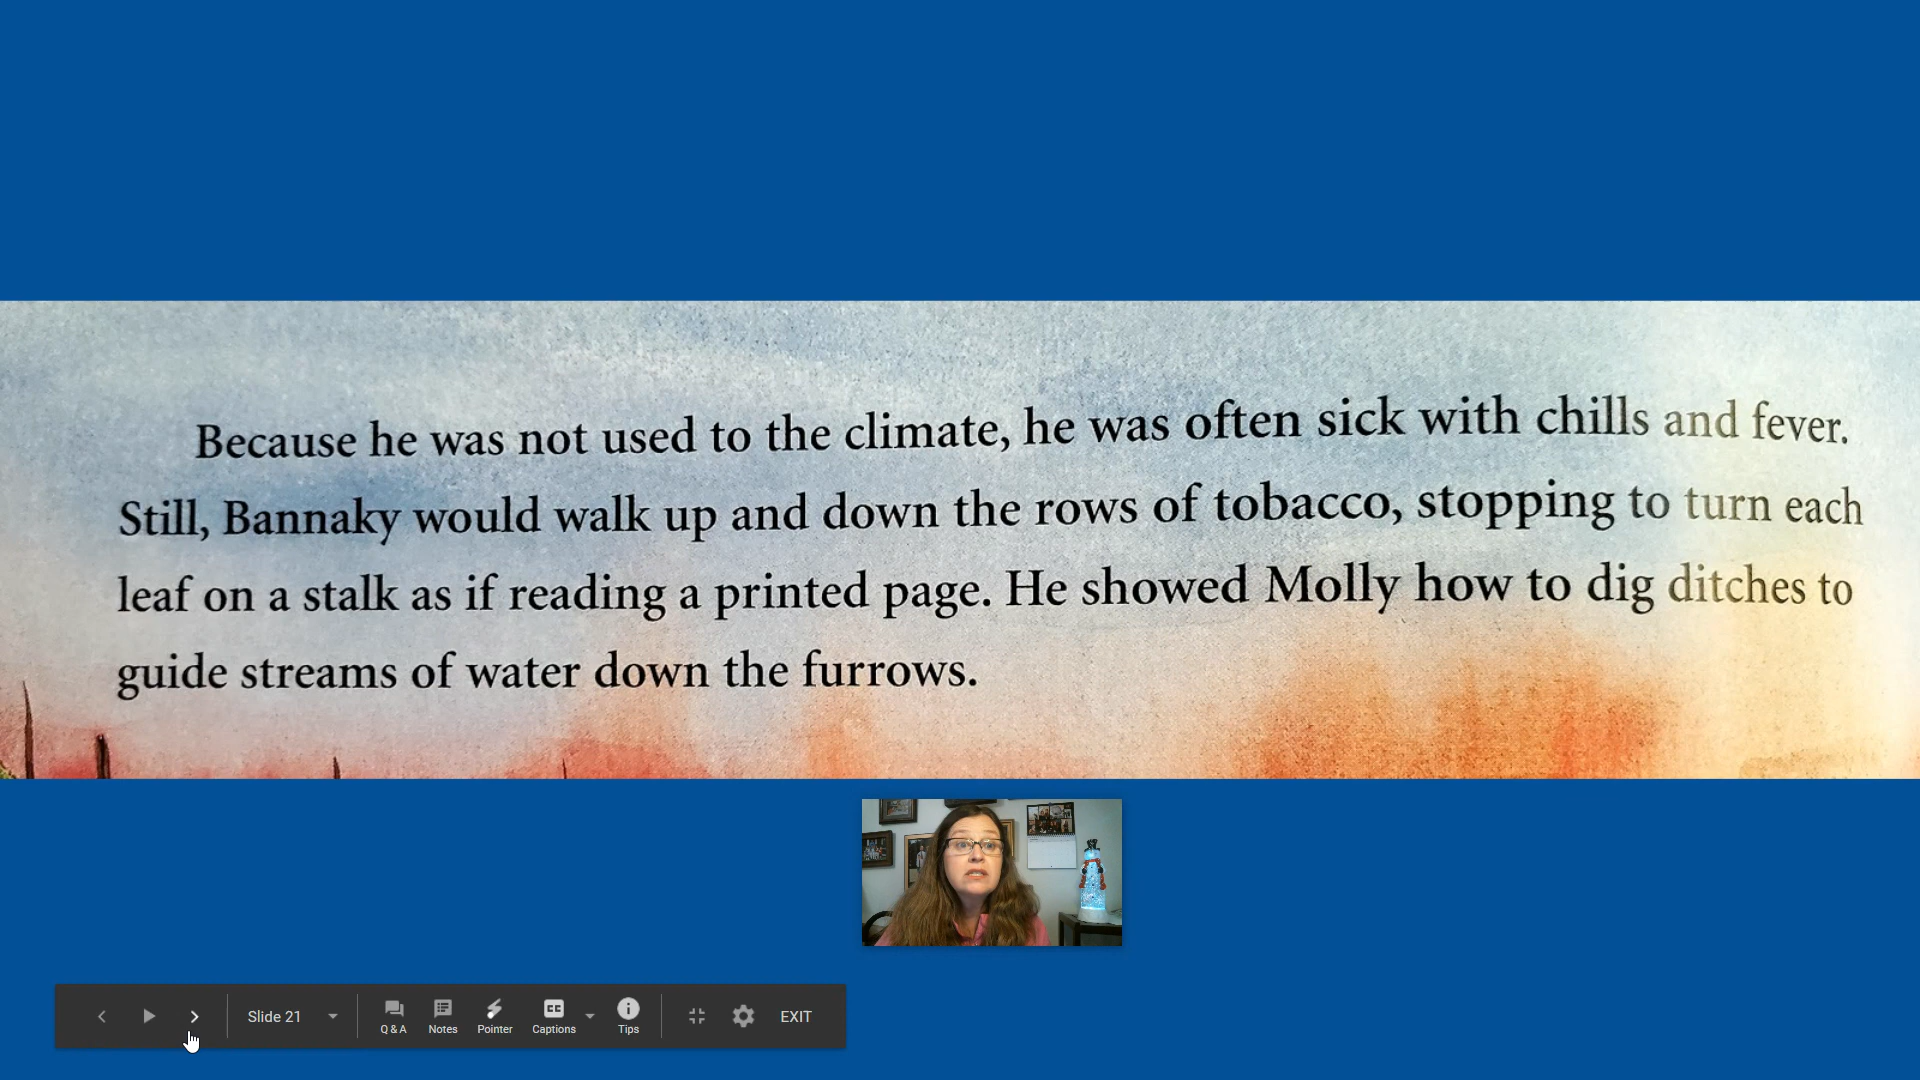 Because he was not used to the climate, he was often sick with chills and fever.
Still, Bannaky would walk up and down the rows of tobacco, stopping to turn each
leaf on a stalk as if reading a printed page. He showed Molly how to dig ditches to
guide streams of water down the furrows.
Slide 21
Q & A
Notes
Pointer
CC
Captions
Tips
EXIT